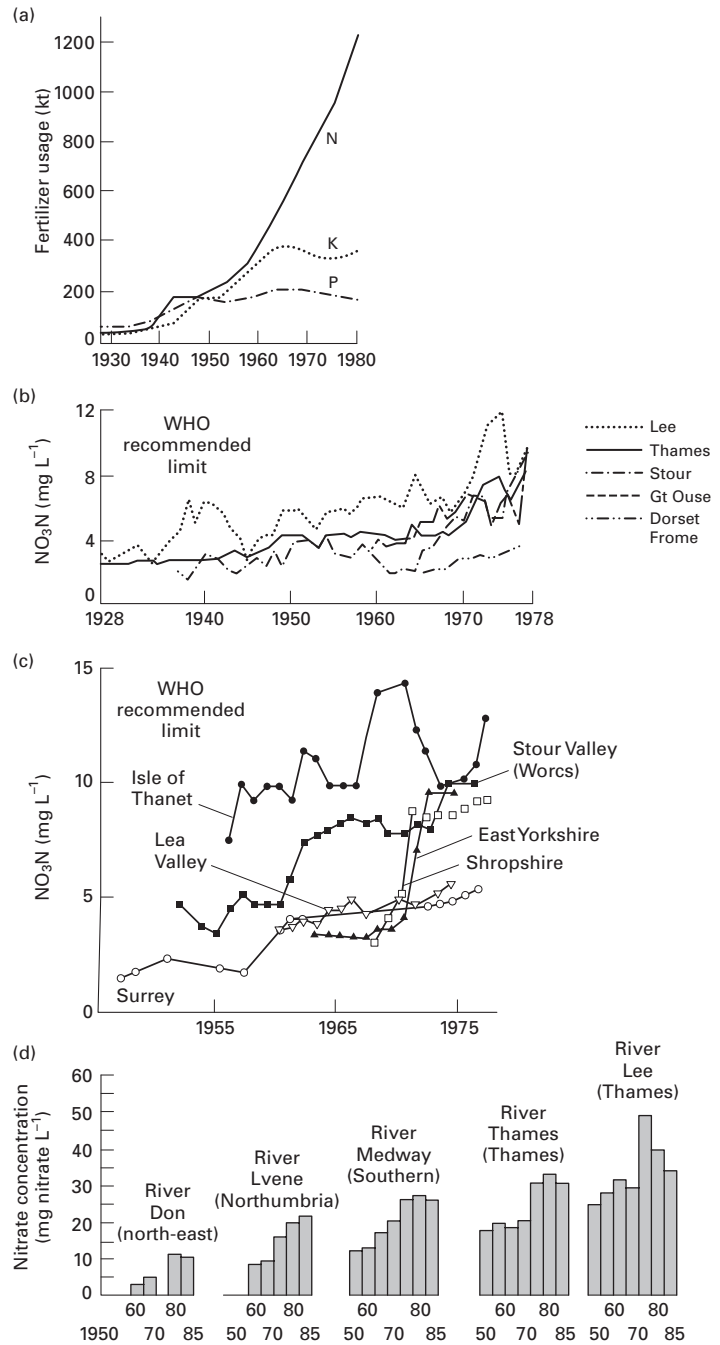 (a)
Fertilizer usage (kt)
1200
1000
800
600
400
200
0
N
K
P
1930 1940 1950 1960 1970 1980
(b)
NO₃N (mg L⁻¹)
12
8
4
0
WHO
recommended
limit
1928 1940 1950 1960 1970 1978
Lee
Thames
Stour
Gt Ouse
Dorset
Frome
(c)
NO₃N (mg L⁻¹)
15
10
5
0
WHO
recommended
limit
Isle of
Thanet
Lea
Valley
Surrey
Stour Valley
(Worcs)
East Yorkshire
Shropshire
1955 1965 1975
(d)
Nitrate concentration
(mg nitrate L⁻¹)
60
50
40
30
20
10
0
River
Don
(north-east)
River
Lvene
(Northumbria)
River
Medway
(Southern)
River
Thames
(Thames)
River
Lee
(Thames)
60 80 60 80 60 80 60 80 60 80
1950 70 85 50 70 85 50 70 85 50 70 85 50 70 85